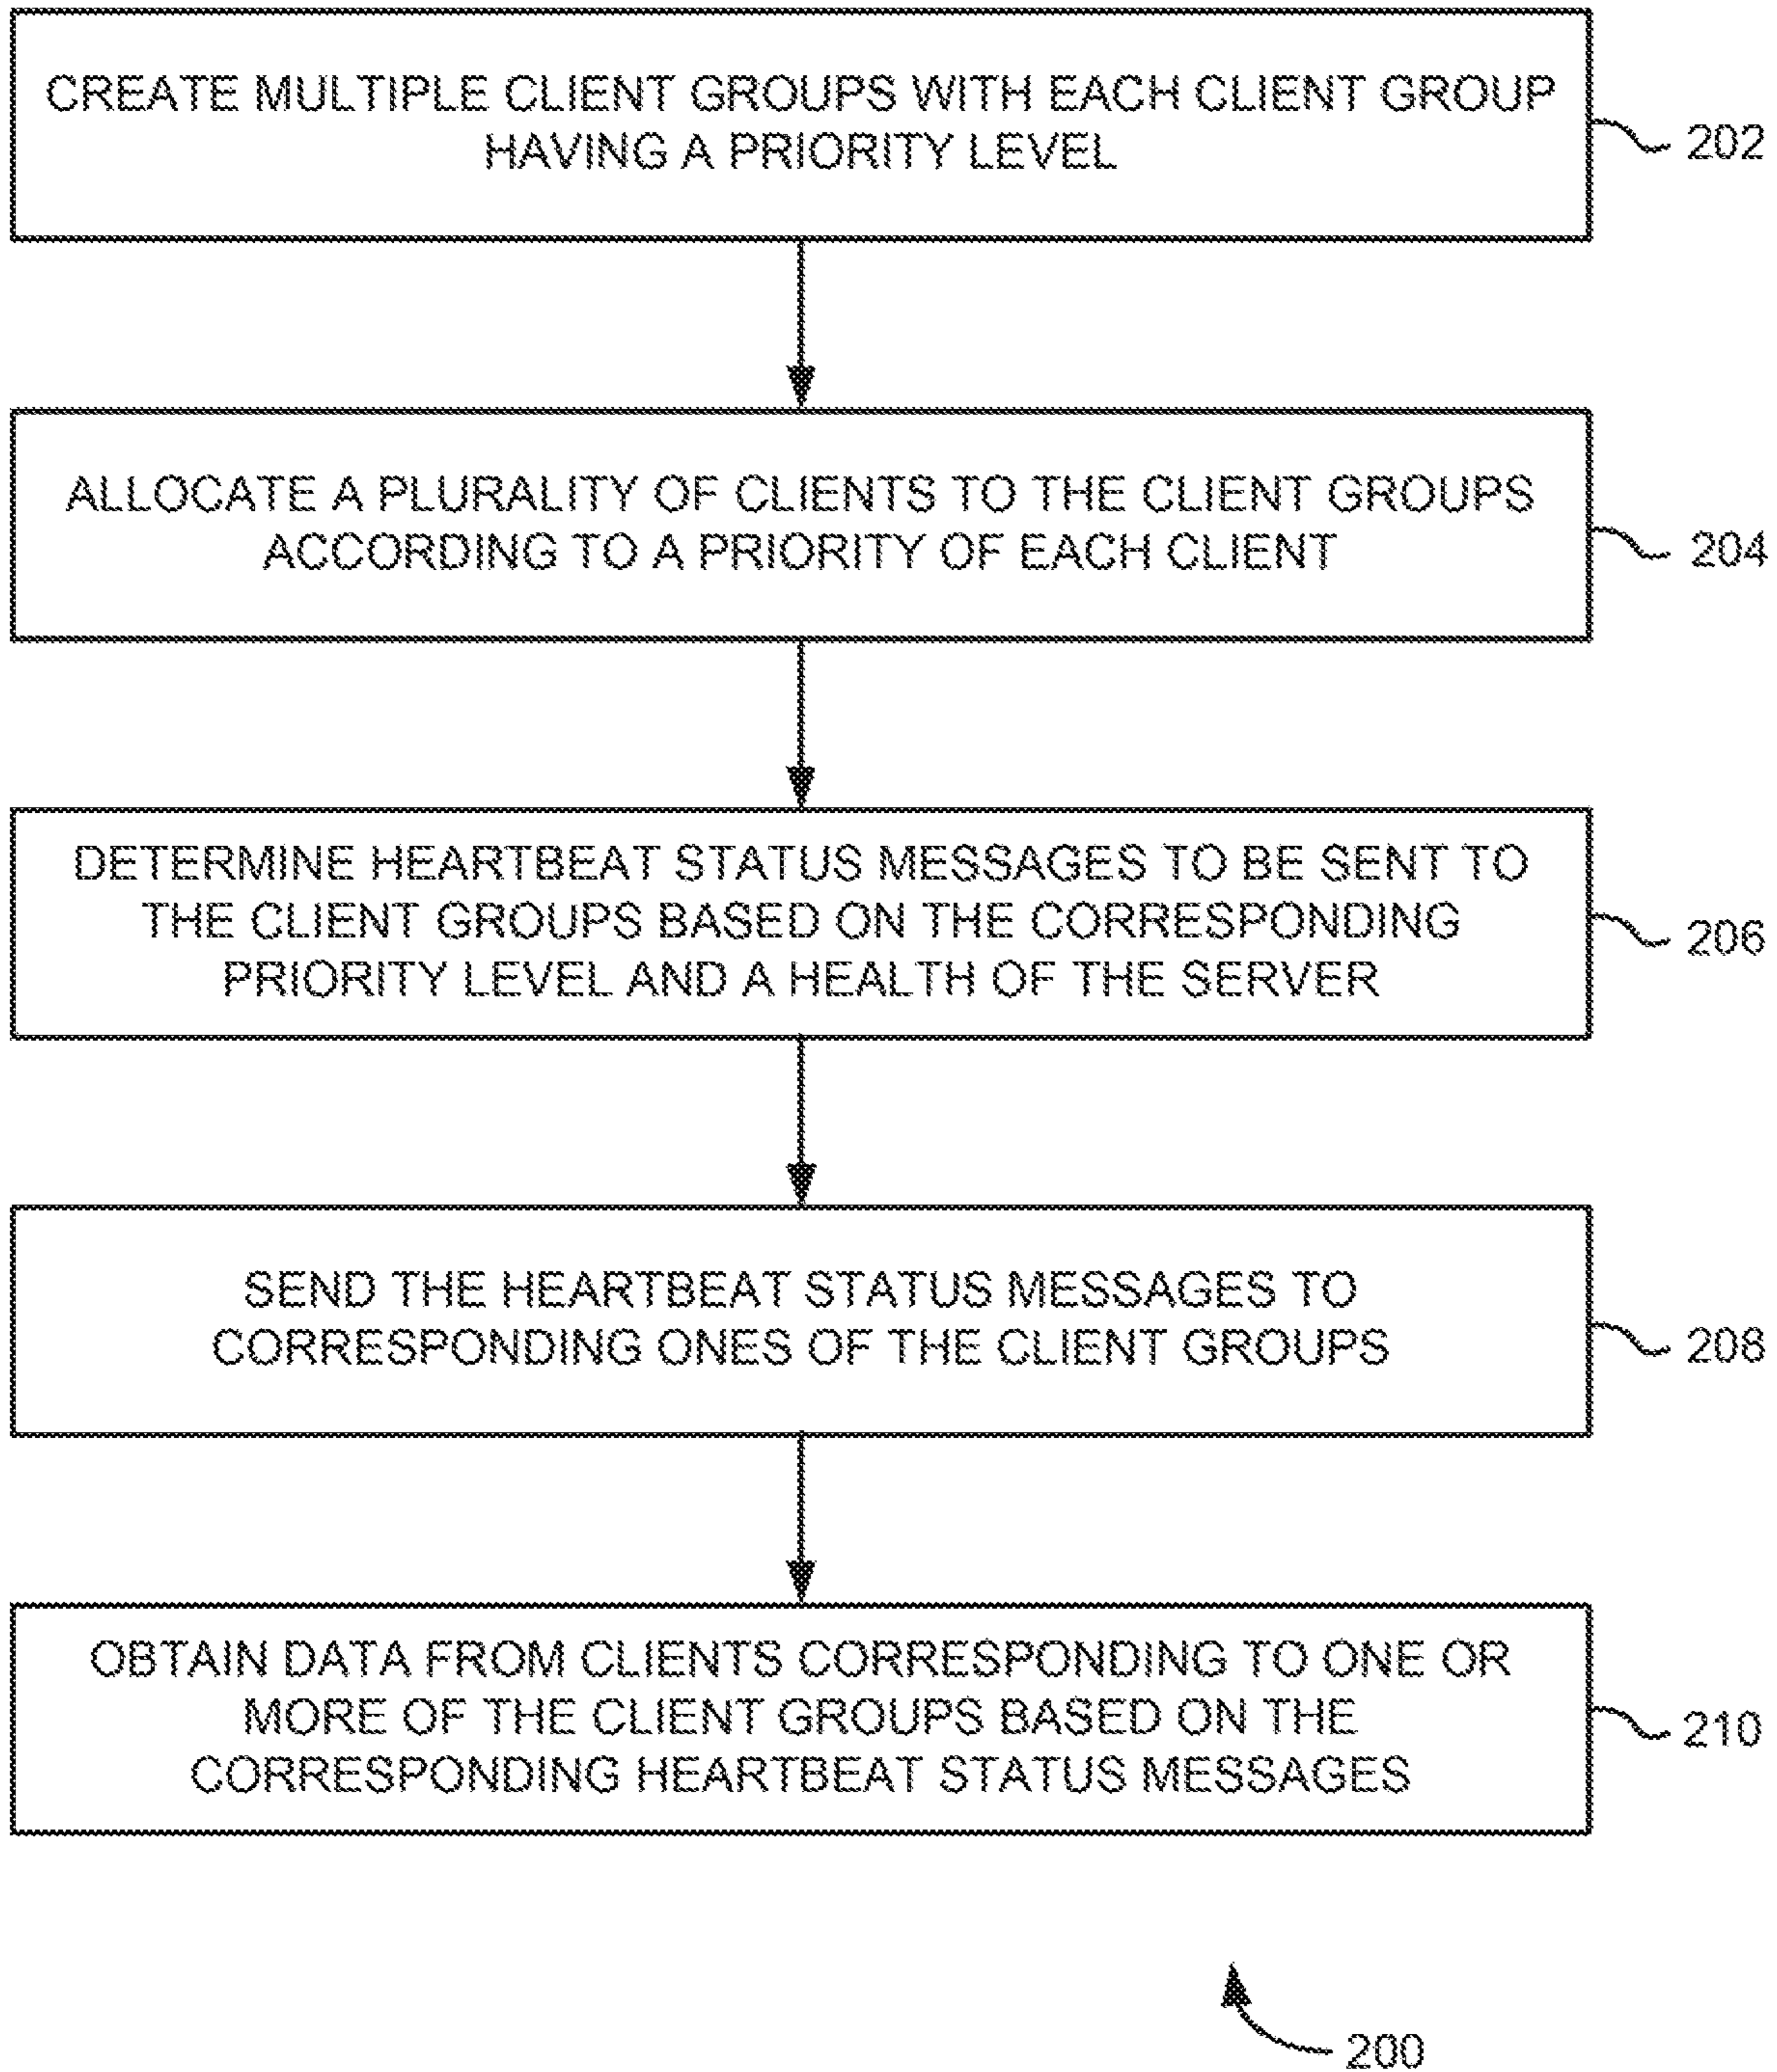 CREATE MULTIPLE CLIENT GROUPS WITH EACH CLIENT GROUP
HAVING A PRIORITY LEVEL
202
ALLOCATE A PLURALITY OF CLIENTS TO THE CLIENT GROUPS
ACCORDING TO A PRIORITY OF EACH CLIENT
204
DETERMINE HEARTBEAT STATUS MESSAGES TO BE SENT TO
THE CLIENT GROUPS BASED ON THE CORRESPONDING
PRIORITY LEVEL AND A HEALTH OF THE SERVER
206
SEND THE HEARTBEAT STATUS MESSAGES TO
CORRESPONDING ONES OF THE CLIENT GROUPS
208
OBTAIN DATA FROM CLIENTS CORRESPONDING TO ONE OR
MORE OF THE CLIENT GROUPS BASED ON THE
CORRESPONDING HEARTBEAT STATUS MESSAGES
210
200